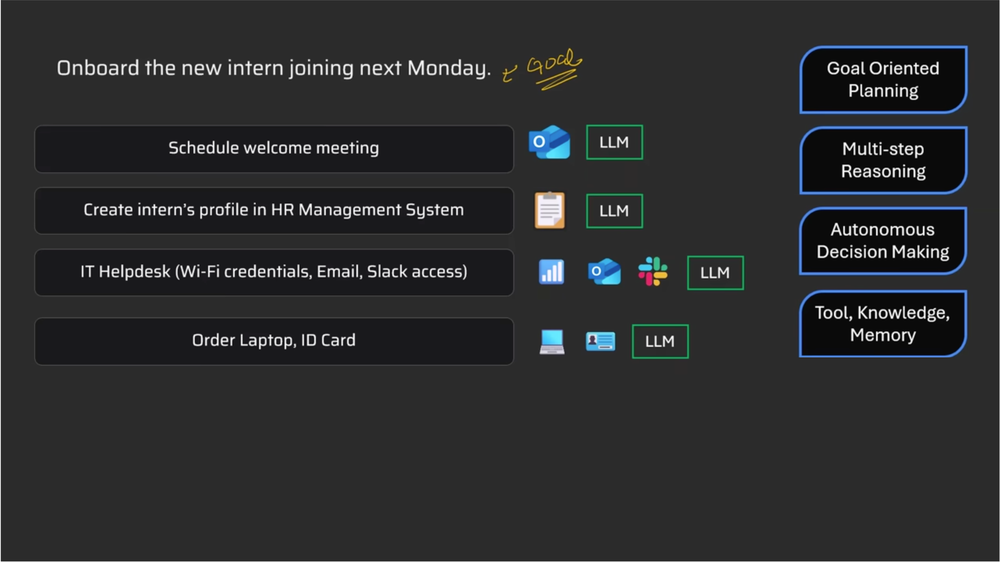 Onboard the new intern joining next Monday.
Goal
Schedule welcome meeting
O
LLM
Create intern's profile in HR Management System
LLM
IT Helpdesk (Wi-Fi credentials, Email, Slack access)
O
LLM
Order Laptop, ID Card
LLM
Goal Oriented
Planning
Multi-step
Reasoning
Autonomous
Decision Making
Tool, Knowledge,
Memory